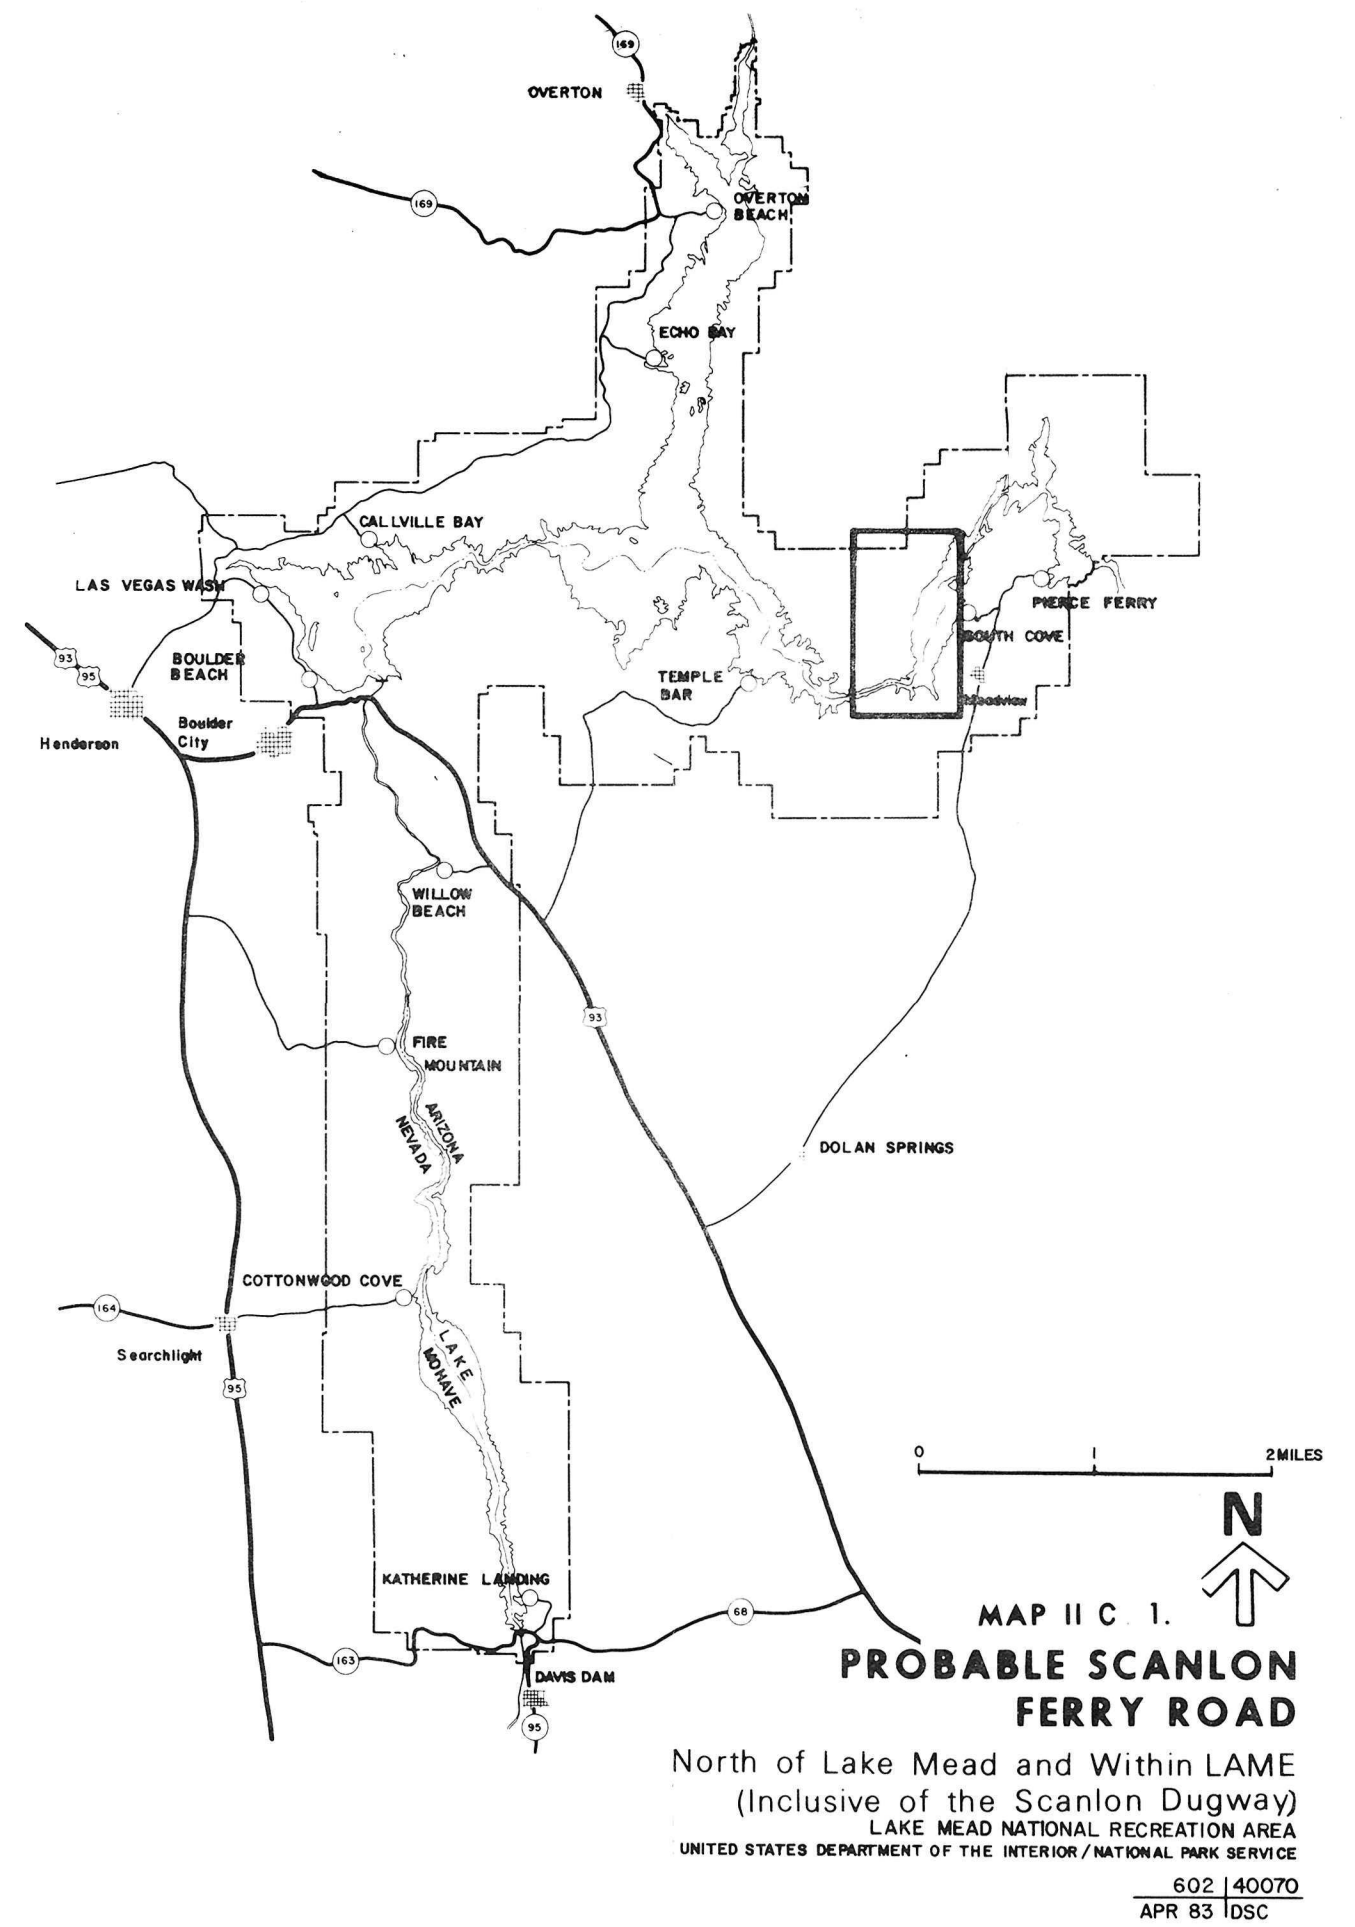 169
OVERTON
169
OVERTON
BEACH
ECHO BAY
CALLVILLE BAY
LAS VEGAS WASH
PIERCE FERRY
SOUTH COVE
93
95
BOULDER
BEACH
TEMPLE
BAR
Meadview
Boulder
City
Henderson
WILLOW
BEACH
93
FIRE
MOUNTAIN
ARIZONA
NEVADA
DOLAN SPRINGS
COTTONWOOD COVE
164
Searchlight
LAKE
MOHAVE
95
0 1 2 MILES
N
KATHERINE LANDING
68
163
DAVIS DAM
95
MAP II C 1.
PROBABLE SCANLON
FERRY ROAD
North of Lake Mead and Within LAME
(Inclusive of the Scanlon Dugway)
LAKE MEAD NATIONAL RECREATION AREA
UNITED STATES DEPARTMENT OF THE INTERIOR/NATIONAL PARK SERVICE
602 | 40070
APR 83 | DSC